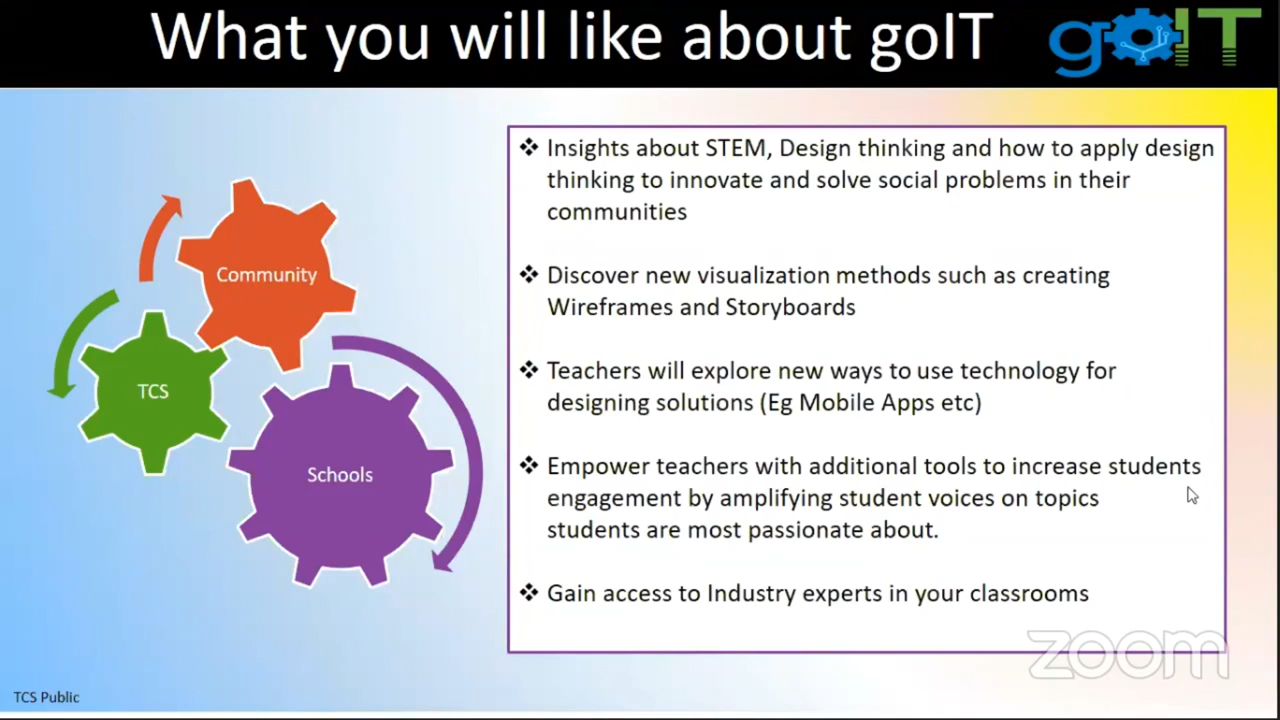 What you will like about goIT
goIT
Insights about STEM, Design thinking and how to apply design
thinking to innovate and solve social problems in their
communities
Discover new visualization methods such as creating
Wireframes and Storyboards
Teachers will explore new ways to use technology for
designing solutions (Eg Mobile Apps etc)
Empower teachers with additional tools to increase students
engagement by amplifying student voices on topics
students are most passionate about.
Gain access to Industry experts in your classrooms
Community
TCS
Schools
zoom
TCS Public